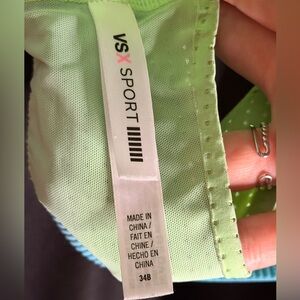 VSX SPORT
MADE IN
CHINA /
FAIT EN
CHINE /
HECHO EN
CHINA
34B